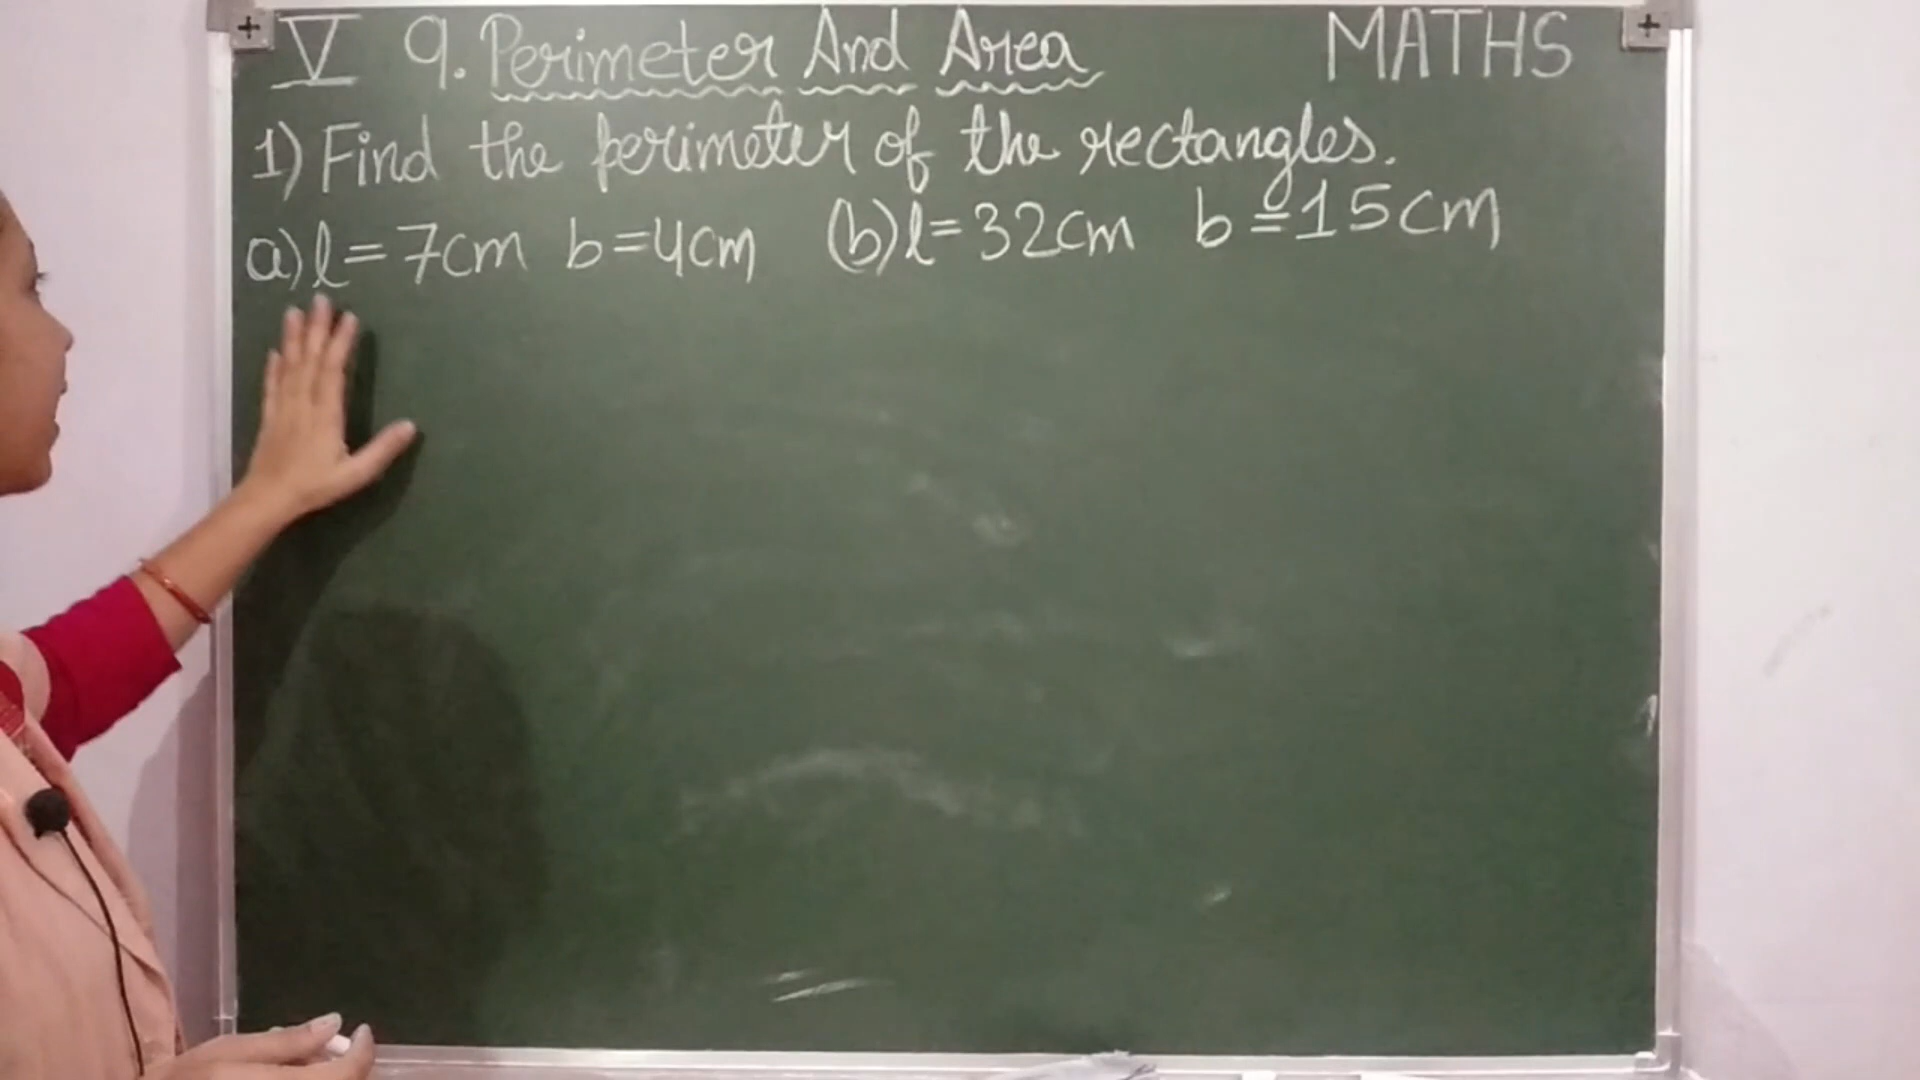 V 9. Perimeter And Area MATHS
1) Find the perimeter of the rectangles.
a) l = 7cm b = 4cm (b) l = 32cm b = 15cm